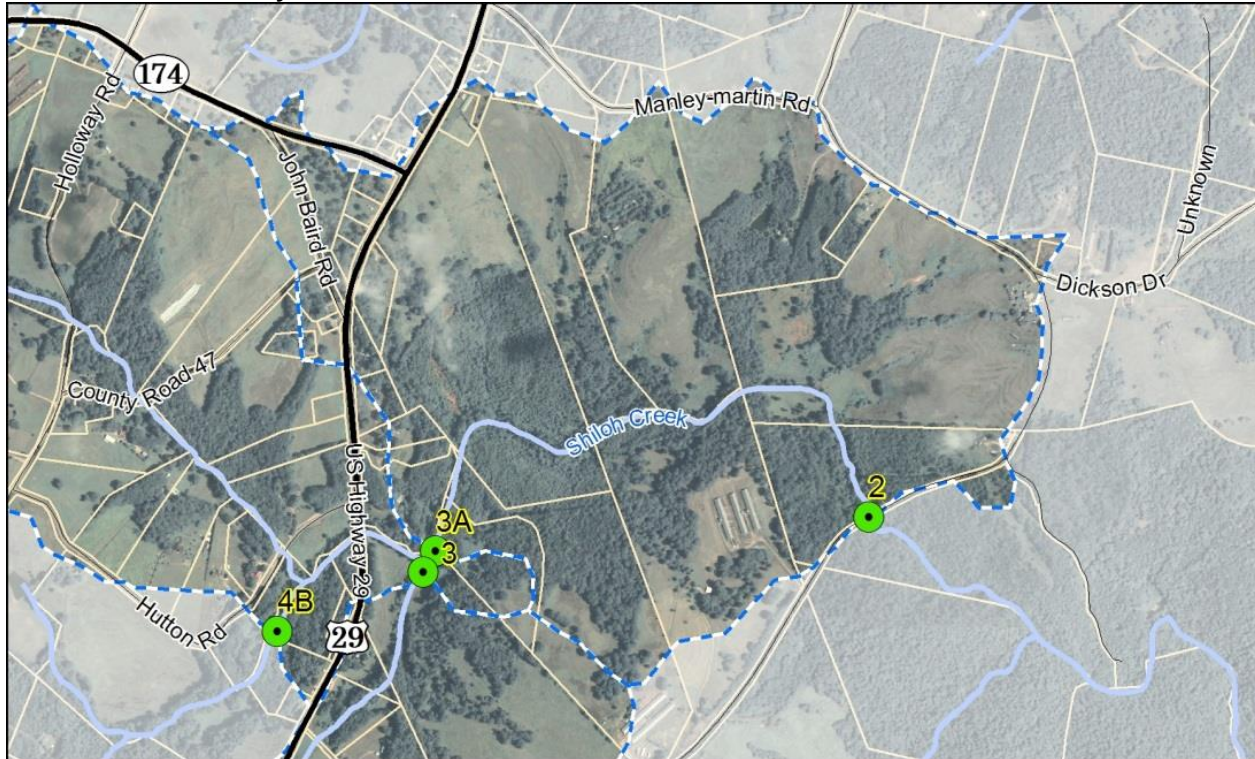 174
Holloway Rd
John Baird Rd
Manley-martin Rd
Unknown
Dickson Dr
County Road 47
Shiloh Creek
US Highway 29
2
3A
3
4B
Hutton Rd
29